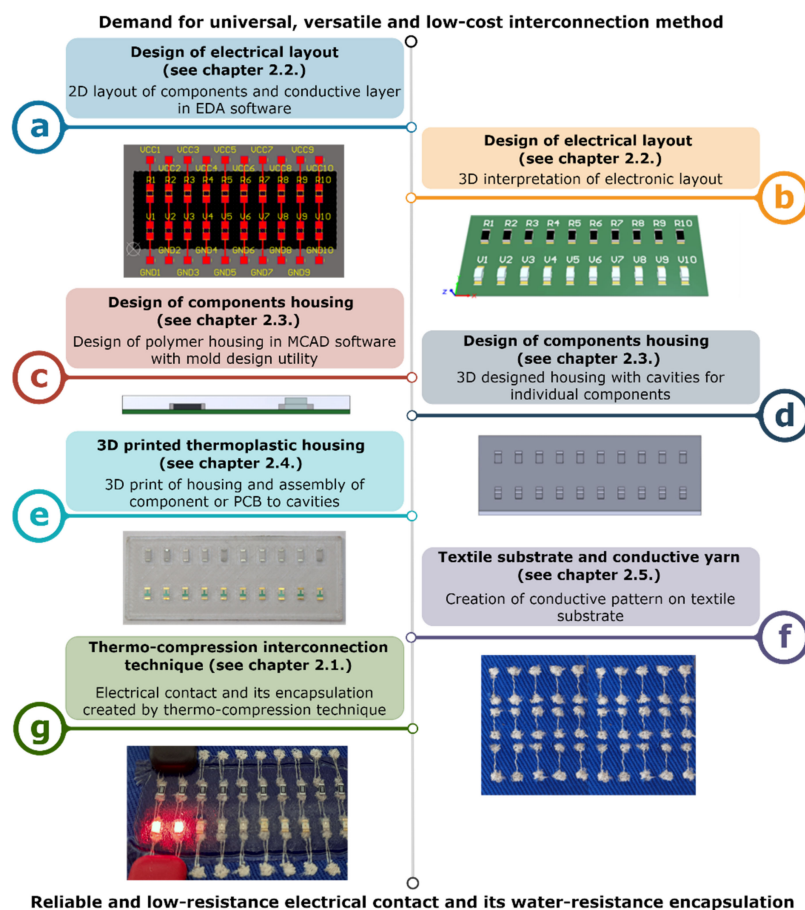 Demand for universal, versatile and low-cost interconnection method
Design of electrical layout
(see chapter 2.2.)
2D layout of components and conductive layer
in EDA software
a
VCC1 VCC3 VCC5 VCC7 VCC9
VCC2 VCC4 VCC6 VCC8 VCC10
R1 R2 R3 R4 R5 R6 R7 R8 R9 R10
V1 V2 V3 V4 V5 V6 V7 V8 V9 V10
GND2 GND4 GND6 GND8 GND10
GND1 GND3 GND5 GND7 GND9
Design of electrical layout
(see chapter 2.2.)
3D interpretation of electronic layout
b
R1 R2 R3 R4 R5 R6 R7 R8 R9 R10
V1 V2 V3 V4 V5 V6 V7 V8 V9 V10
Z
Design of components housing
(see chapter 2.3.)
Design of polymer housing in MCAD software
with mold design utility
c
Design of components housing
(see chapter 2.3.)
3D designed housing with cavities for
individual components
d
3D printed thermoplastic housing
(see chapter 2.4.)
3D print of housing and assembly of
component or PCB to cavities
e
Textile substrate and conductive yarn
(see chapter 2.5.)
Creation of conductive pattern on textile
substrate
f
Thermo-compression interconnection
technique (see chapter 2.1.)
Electrical contact and its encapsulation
created by thermo-compression technique
g
Reliable and low-resistance electrical contact and its water-resistance encapsulation